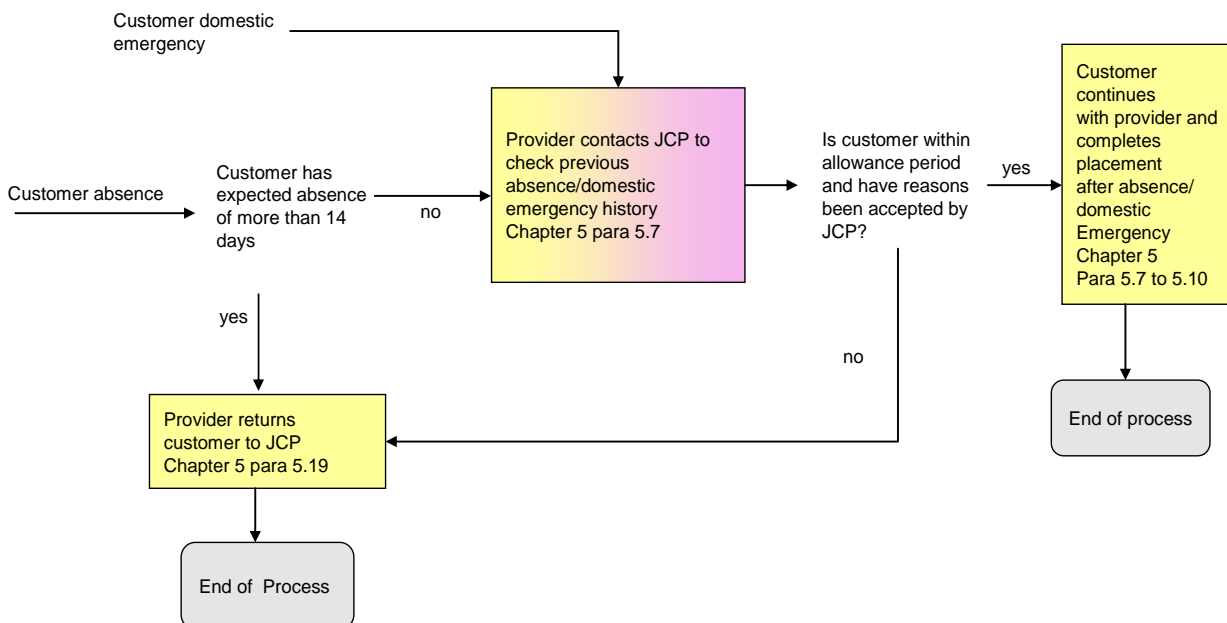 Customer domestic
emergency
Customer absence
Customer has
expected absence
of more than 14
days
no
yes
Provider contacts JCP to
check previous
absence/domestic
emergency history
Chapter 5 para 5.7
Is customer within
allowance period
and have reasons
been accepted by
JCP?
yes
no
Customer
continues
with provider and
completes
placement
after absence/
domestic
Emergency
Chapter 5
Para 5.7 to 5.10
End of process
Provider returns
customer to JCP
Chapter 5 para 5.19
End of Process